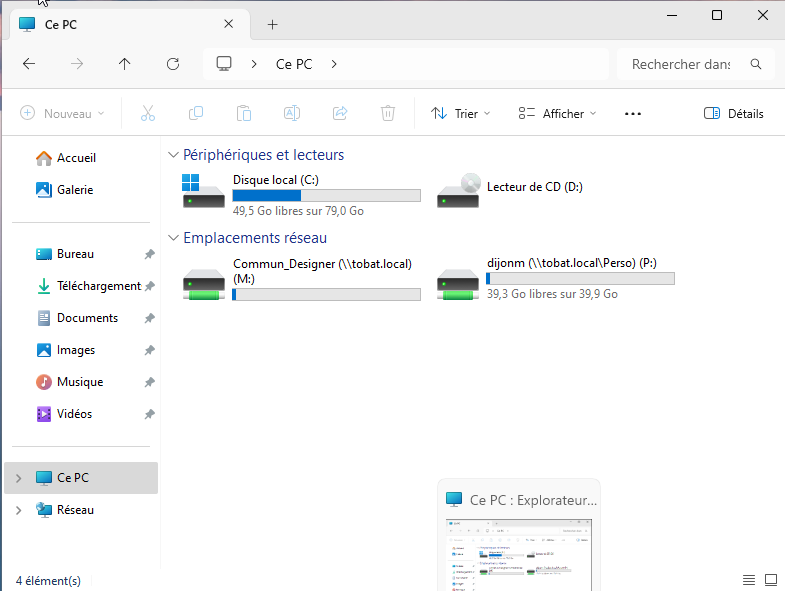 Ce PC
Ce PC
Rechercher dans
Nouveau
Trier
Afficher
Détails
Accueil
Galerie
Bureau
Téléchargement
Documents
Images
Musique
Vidéos
Ce PC
Réseau
Périphériques et lecteurs
Disque local (C:)
49,5 Go libres sur 79,0 Go
Lecteur de CD (D:)
Emplacements réseau
Commun_Designer (\\tobat.local)
(M:)
dijonm (\\tobat.local\Perso) (P:)
39,3 Go libres sur 39,9 Go
Ce PC : Explorateur...
4 élément(s)